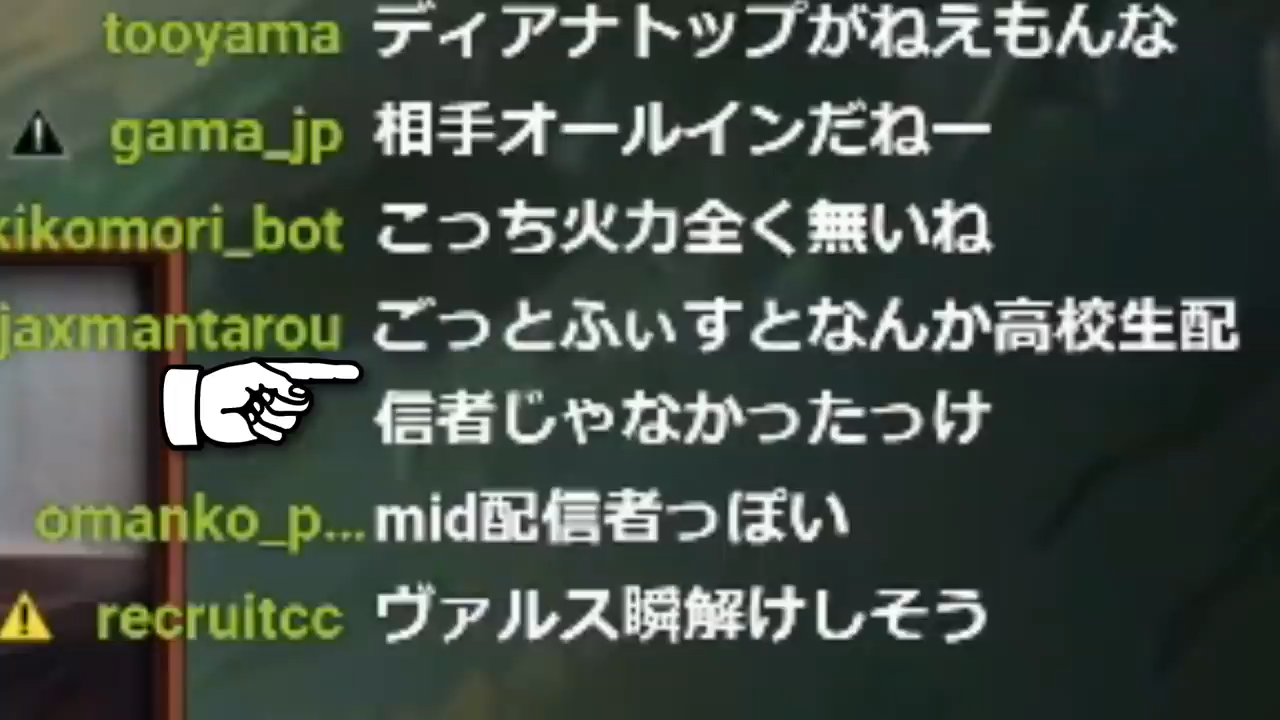 tooyama ディアナトップがねえもんな
gama_jp 相手オールインだねー
kikomori_bot こっち火力全く無いね
jaxmantarou ごっとふぃすとなんか高校生配
信者じゃなかったっけ
omanko_p... mid配信者っぽい
recruitcc ヴァルス瞬解けしそう